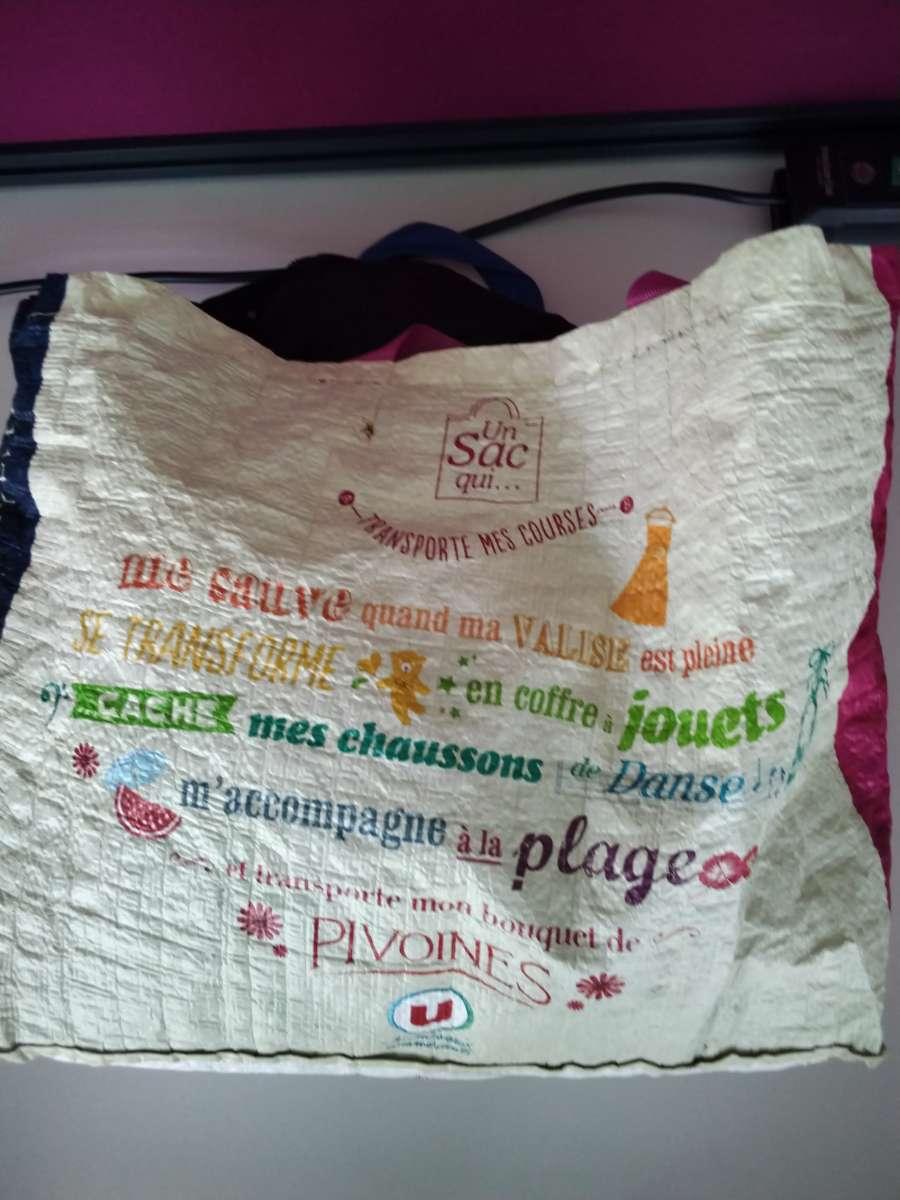 Un
Sac
qui...
TRANSPORTE MES COURSES
me sauve quand ma VALISE est pleine
SE TRANSFORME en coffre à jouets
CACHE mes chaussons de Danse
m'accompagne à la plage
et transporte mon bouquet de
PIVOINES
U